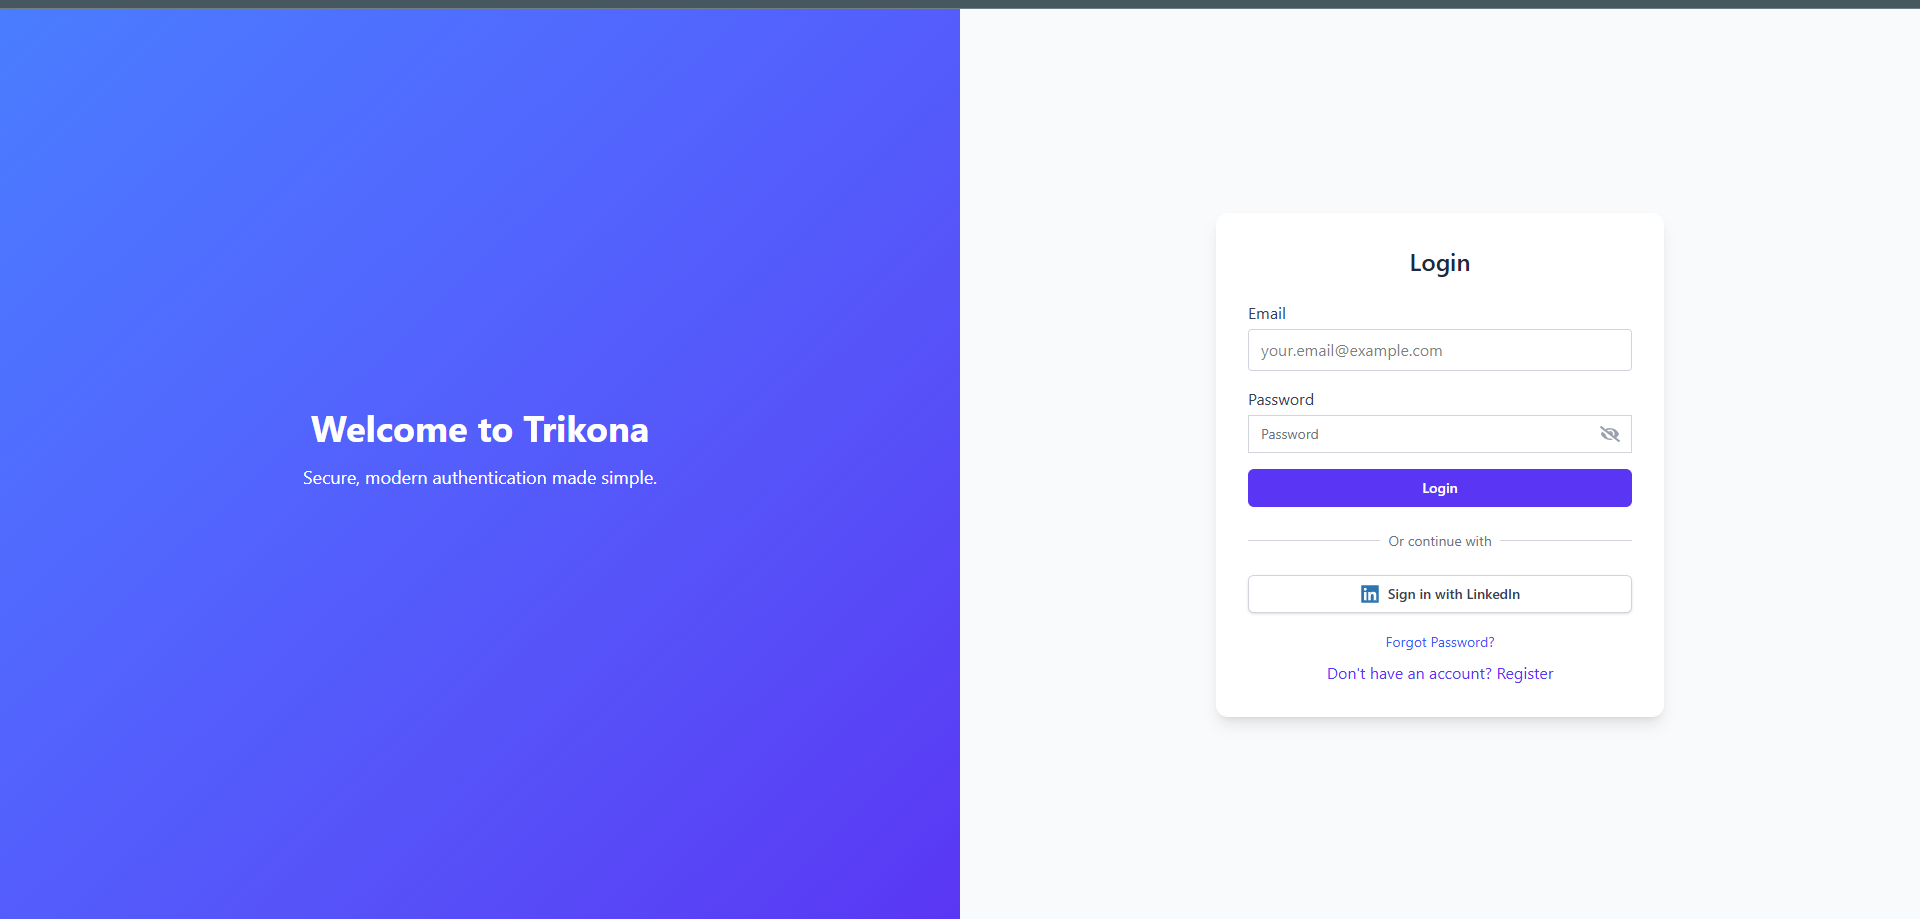 Welcome to Trikona
Secure, modern authentication made simple.
Login
Email
your.email@example.com
Password
Password
Login
Or continue with
in Sign in with LinkedIn
Forgot Password?
Don't have an account? Register